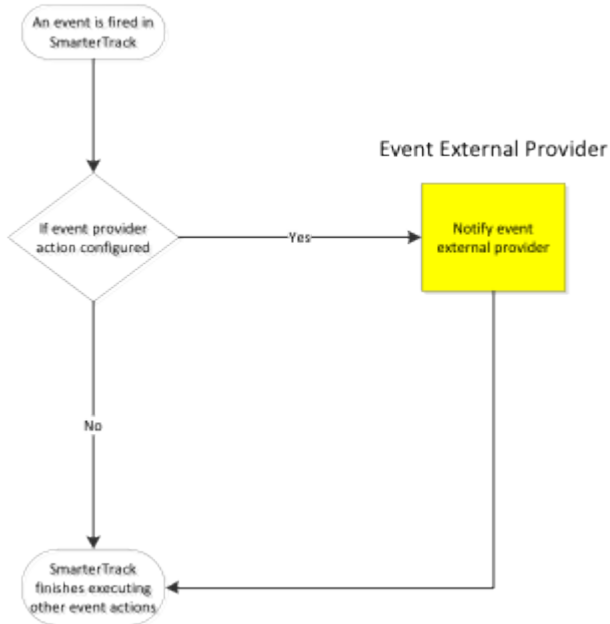 An event is fired in
SmarterTrack
Event External Provider
If event provider
action configured
Yes
Notify event
external provider
No
SmarterTrack
finishes executing
other event actions